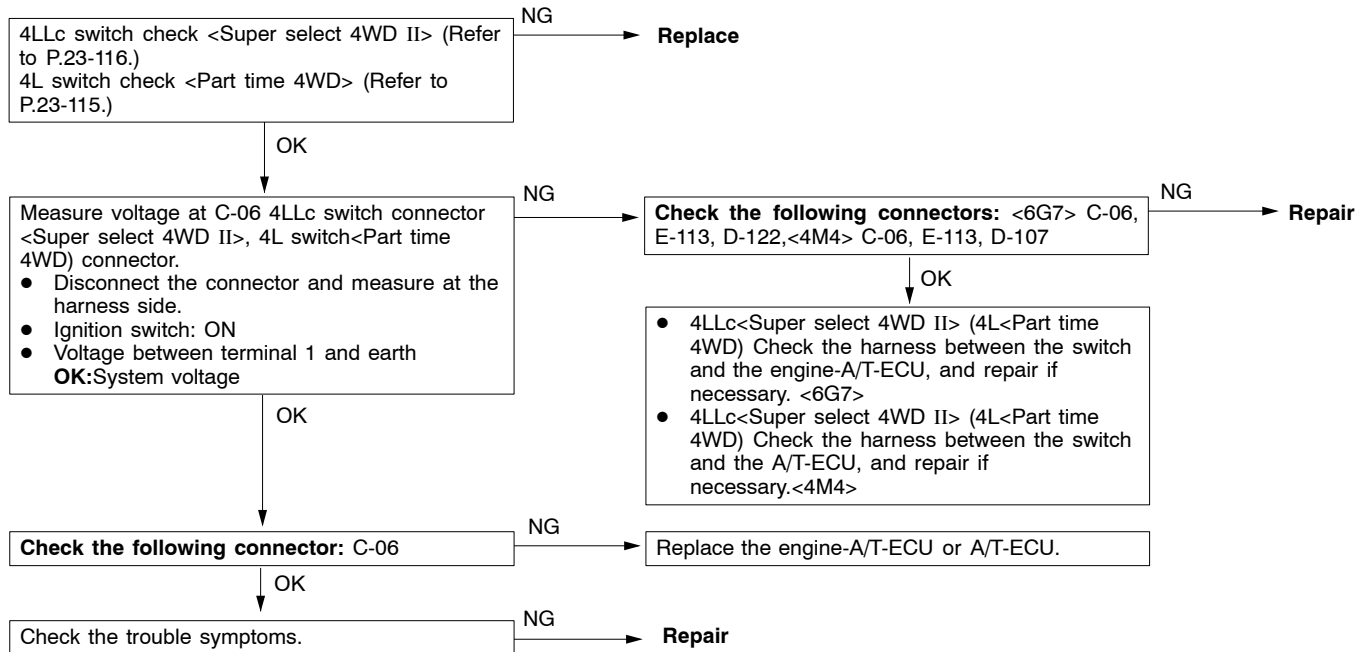 4LLc switch check <Super select 4WD II> (Refer
to P.23-116.)
4L switch check <Part time 4WD> (Refer to
P.23-115.)
NG
Replace
OK
Measure voltage at C-06 4LLc switch connector
<Super select 4WD II>, 4L switch<Part time
4WD) connector.
● Disconnect the connector and measure at the
harness side.
● Ignition switch: ON
● Voltage between terminal 1 and earth
OK:System voltage
NG
Check the following connectors: <6G7> C-06,
E-113, D-122,<4M4> C-06, E-113, D-107
NG
Repair
OK
● 4LLc<Super select 4WD II> (4L<Part time
4WD) Check the harness between the switch
and the engine-A/T-ECU, and repair if
necessary. <6G7>
● 4LLc<Super select 4WD II> (4L<Part time
4WD) Check the harness between the switch
and the A/T-ECU, and repair if
necessary.<4M4>
OK
Check the following connector: C-06
NG
Replace the engine-A/T-ECU or A/T-ECU.
OK
Check the trouble symptoms.
NG
Repair